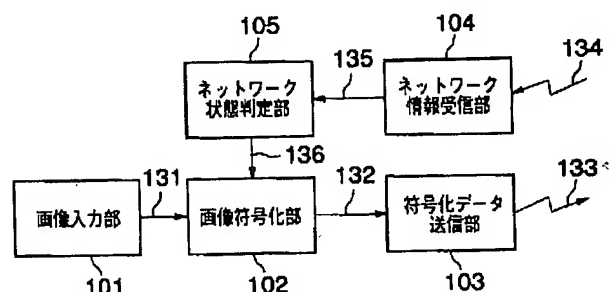 105
104
135
134
ネットワーク
状態判定部
ネットワーク
情報受信部
136
131
132
133
画像入力部
画像符号化部
符号化データ
送信部
101
102
103